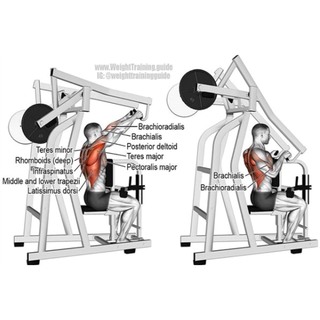 www.WeightTraining.guide
IG: @weighttrainingguide
Brachioradialis
Brachialis
Posterior deltoid
Teres minor
Teres major
Rhomboids (deep)
Infraspinatus
Pectoralis major
Middle and lower trapezii
Latissimus dorsi
Brachialis
Brachioradialis